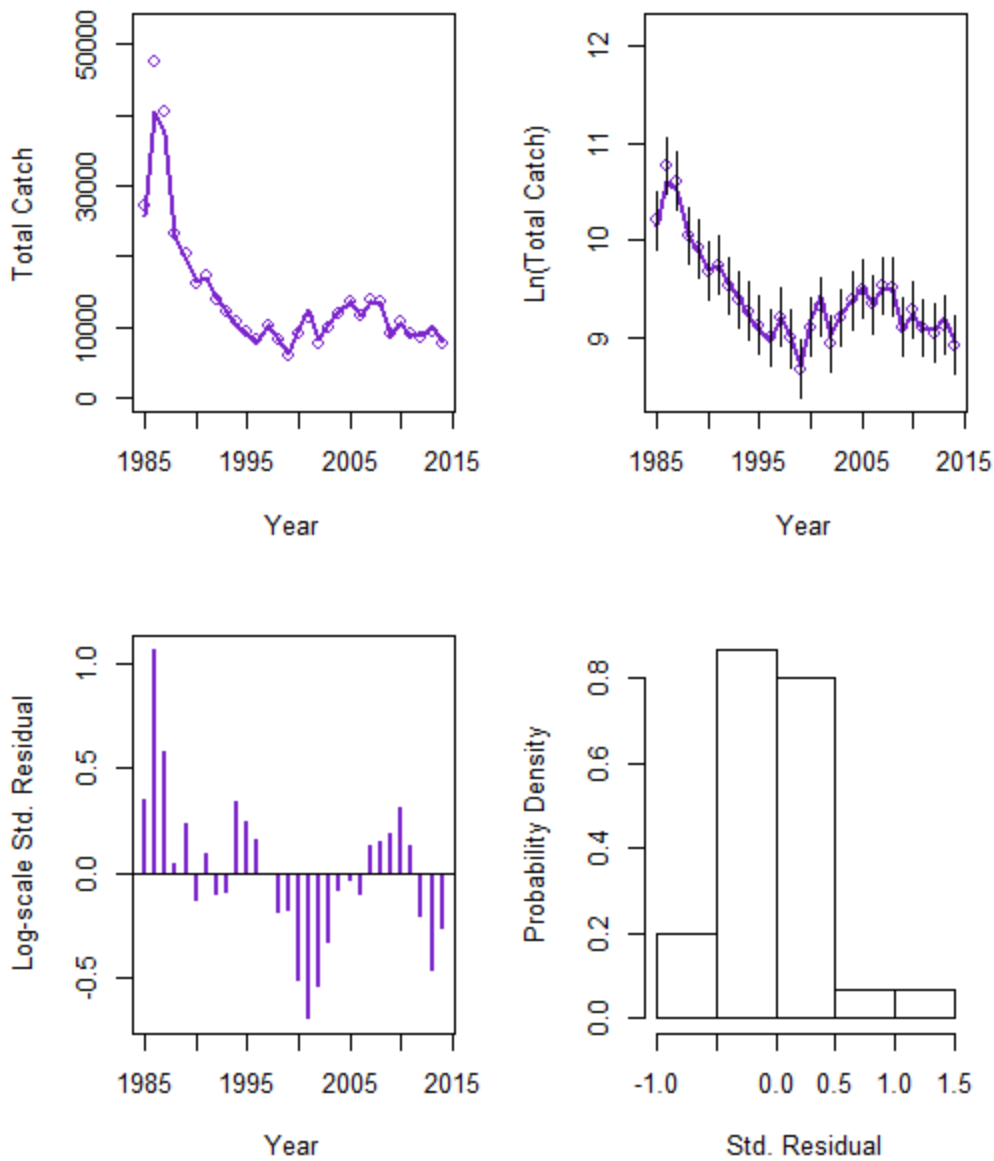 Total Catch
50000
30000
10000
0
1985 1995 2005 2015
Year
Ln(Total Catch)
12
11
10
9
1985 1995 2005 2015
Year
Log-scale Std. Residual
1.0
0.5
0.0
-0.5
1985 1995 2005 2015
Year
Probability Density
0.8
0.6
0.4
0.2
0.0
-1.0 0.0 0.5 1.0 1.5
Std. Residual